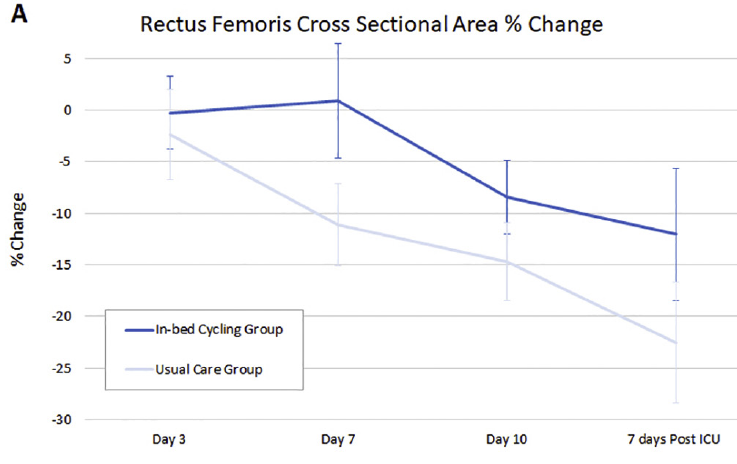 A
Rectus Femoris Cross Sectional Area % Change
5
0
-5
-10
-15
-20
-25
-30
% Change
In-bed Cycling Group
Usual Care Group
Day 3
Day 7
Day 10
7 days Post ICU